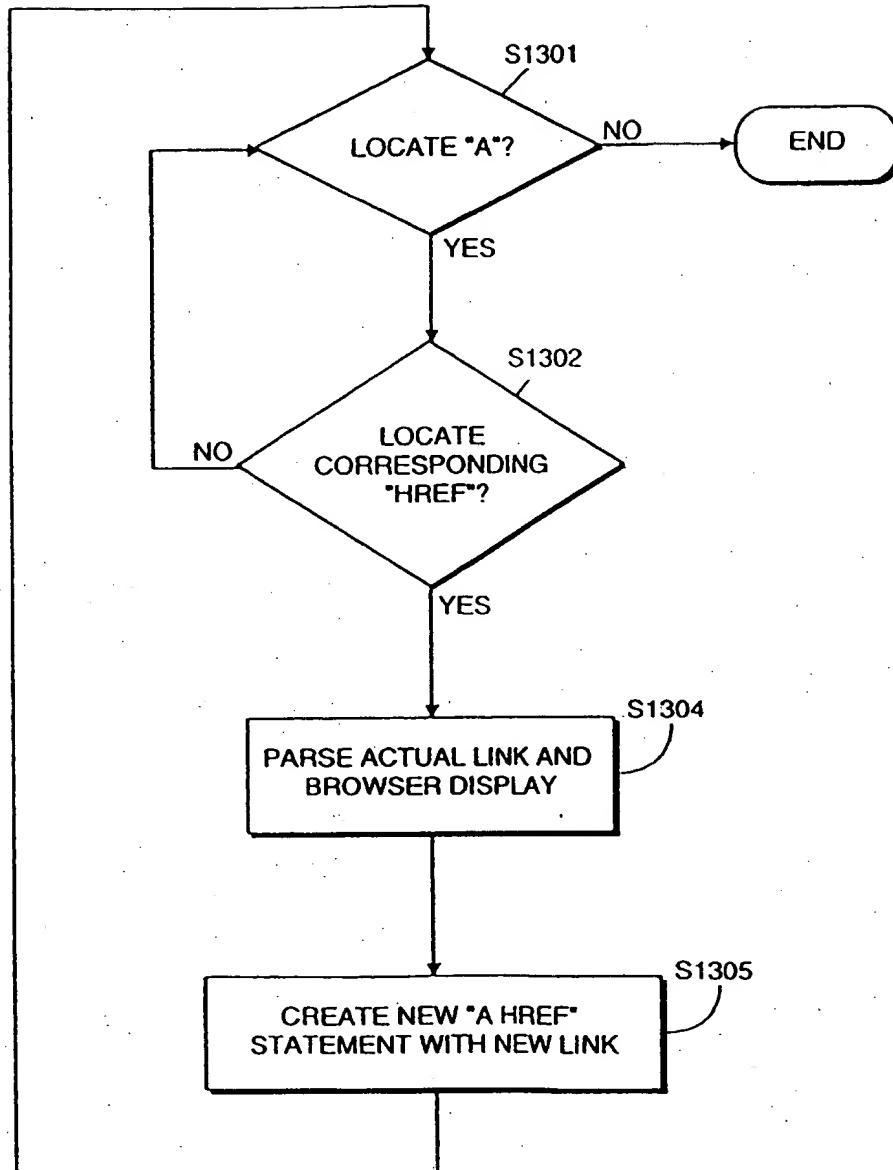 S1301
LOCATE "A"?
NO
END
YES
S1302
LOCATE
CORRESPONDING
"HREF"?
NO
YES
S1304
PARSE ACTUAL LINK AND
BROWSER DISPLAY
S1305
CREATE NEW "A HREF"
STATEMENT WITH NEW LINK